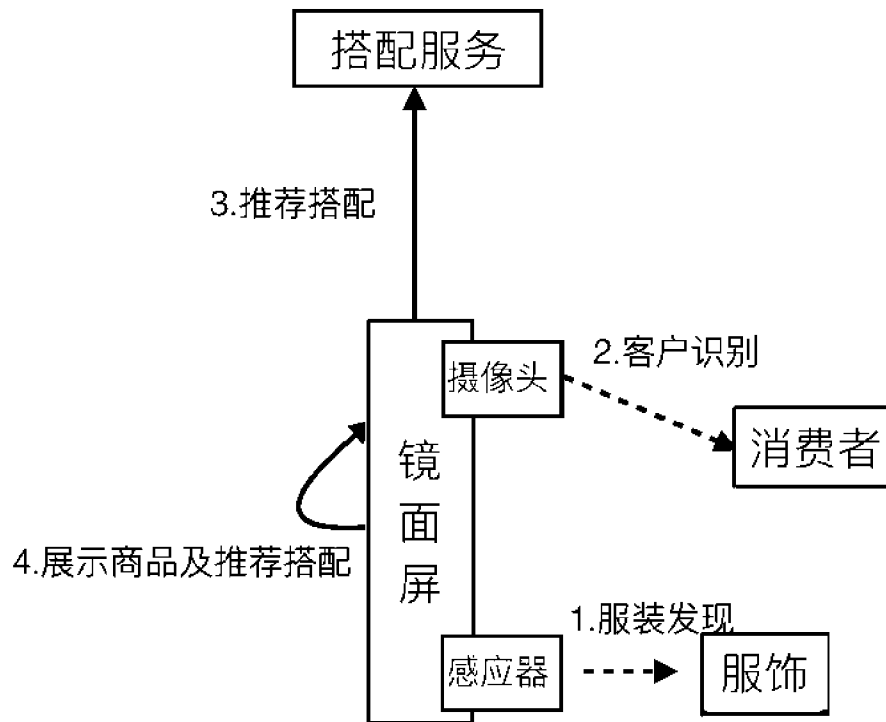 搭配服务
3.推荐搭配
2.客户识别
摄像头
消费者
镜面屏
4.展示商品及推荐搭配
1.服装发现
感应器
服饰